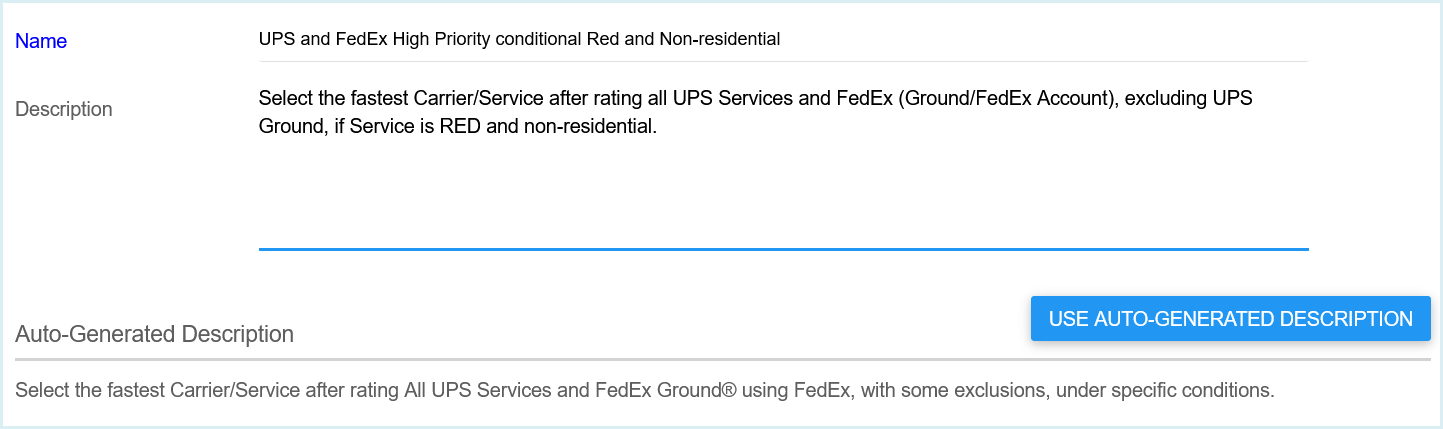 Name
UPS and FedEx High Priority conditional Red and Non-residential
Description
Select the fastest Carrier/Service after rating all UPS Services and FedEx (Ground/FedEx Account), excluding UPS
Ground, if Service is RED and non-residential.
USE AUTO-GENERATED DESCRIPTION
Auto-Generated Description
Select the fastest Carrier/Service after rating All UPS Services and FedEx Ground® using FedEx, with some exclusions, under specific conditions.